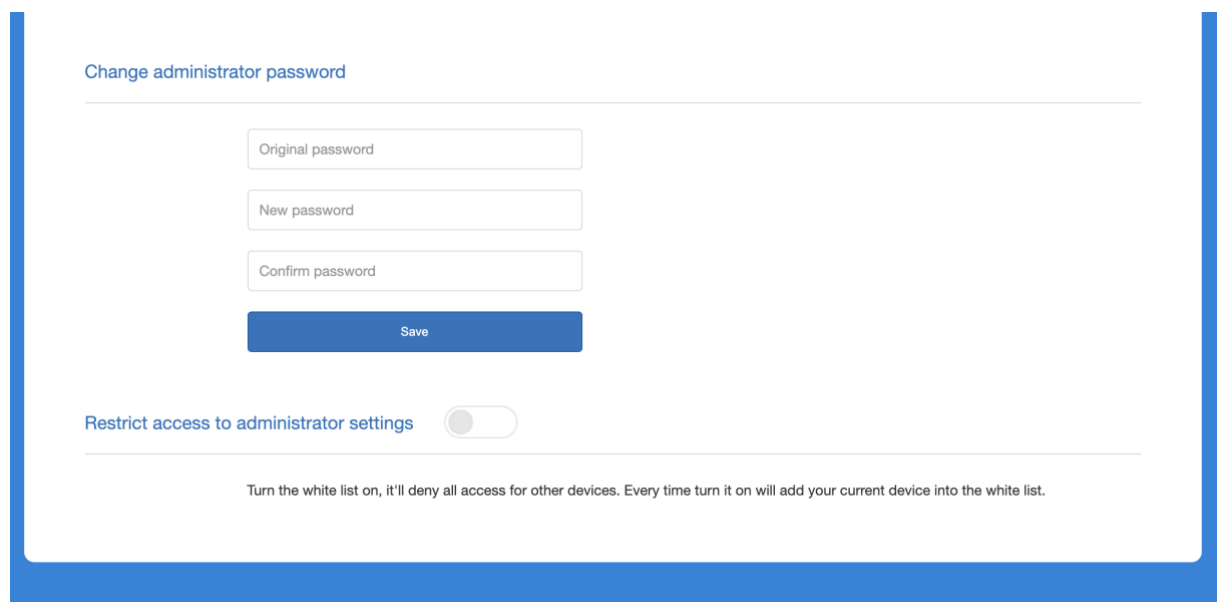 Change administrator password
Original password
New password
Confirm password
Save
Restrict access to administrator settings
Turn the white list on, it'll deny all access for other devices. Every time turn it on will add your current device into the white list.